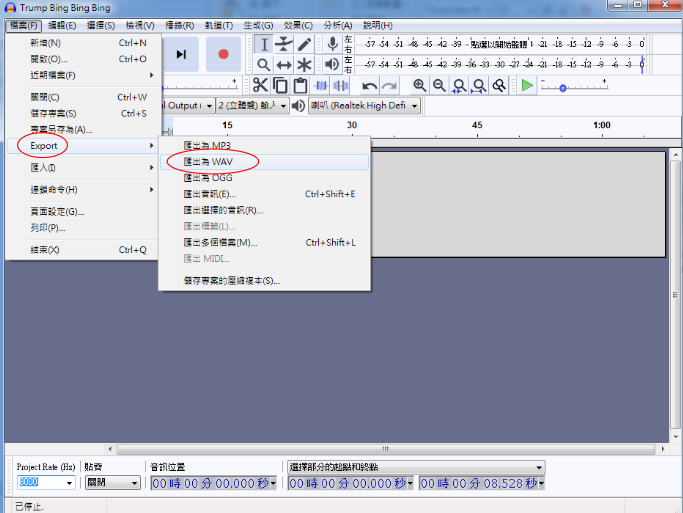 Trump Bing Bing Bing
檔案(F) 編輯(E) 選擇(S) 檢視(V) 播錄(R) 軌道(T) 生成(G) 效果(C) 分析(A) 說明(H)
新增(N) Ctrl+N
開啟(O)... Ctrl+O
近期檔案(F)
關閉(C) Ctrl+W
儲存專案(S) Ctrl+S
專案另存為(A)...
Export
匯入(I)
連鎖命令(H)
頁面設定(G)...
列印(P)...
結束(X) Ctrl+Q
左 右 -57 -54 -51 -48 -45 -42 -39 - 點選以開始監聽 -21 -18 -15 -12 -9 -6 -3 0
左 右 -57 -54 -51 -48 -45 -42 -39 -36 -33 -30 -27 -24 -21 -18 -15 -12 -9 -6 -3 0
al Output ( 2 (立體聲) 輸入 喇叭 (Realtek High Defi
15 30 45 1:00
匯出為 MP3
匯出為 WAV
匯出為 OGG
匯出音訊(E)... Ctrl+Shift+E
匯出選擇的音訊(R)...
匯出標籤(L)...
匯出多個檔案(M)... Ctrl+Shift+L
匯出 MIDI...
儲存專案的壓縮複本(S)...
Project Rate (Hz) 貼齊 音訊位置 選擇部分的起點和終點
8000 關閉 00 時 00 分 00.000 秒 00 時 00 分 00.000 秒 00 時 00 分 08.528 秒
已停止.